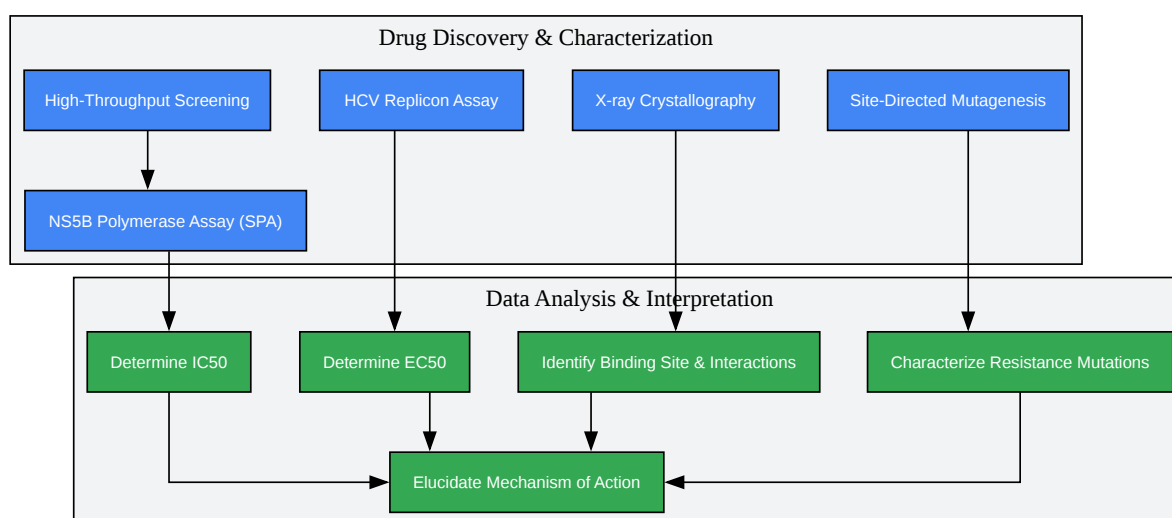 Drug Discovery & Characterization
High-Throughput Screening
HCV Replicon Assay
X-ray Crystallography
Site-Directed Mutagenesis
NS5B Polymerase Assay (SPA)
Data Analysis & Interpretation
Determine IC50
Determine EC50
Identify Binding Site & Interactions
Characterize Resistance Mutations
Elucidate Mechanism of Action